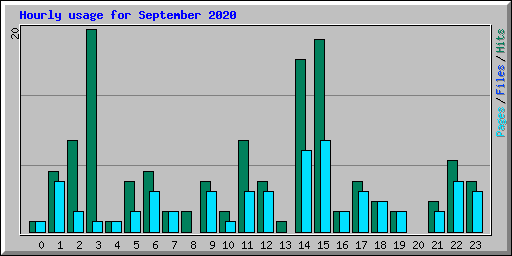 Hourly usage for September 2020
20
Pages/Files/Hits
0 1 2 3 4 5 6 7 8 9 10 11 12 13 14 15 16 17 18 19 20 21 22 23